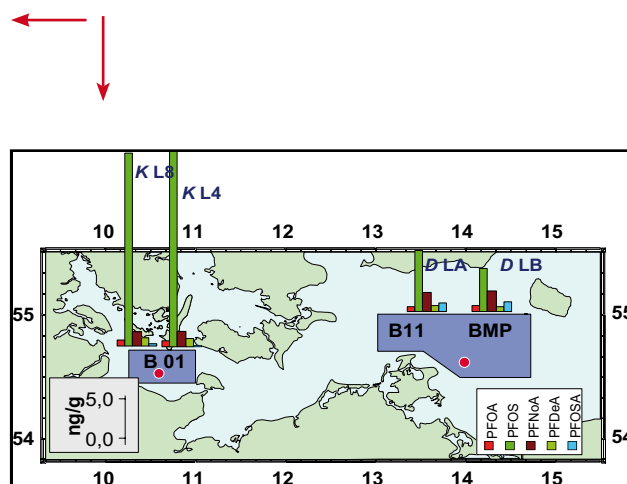 K L8
K L4
10 11 12 13 14 15
D LA D LB
55 55
B11 BMP
B 01
ng/g
5,0
0,0
PFOA
PFOS
PFNoA
PFDeA
PFOSA
54 54
10 11 12 13 14 15